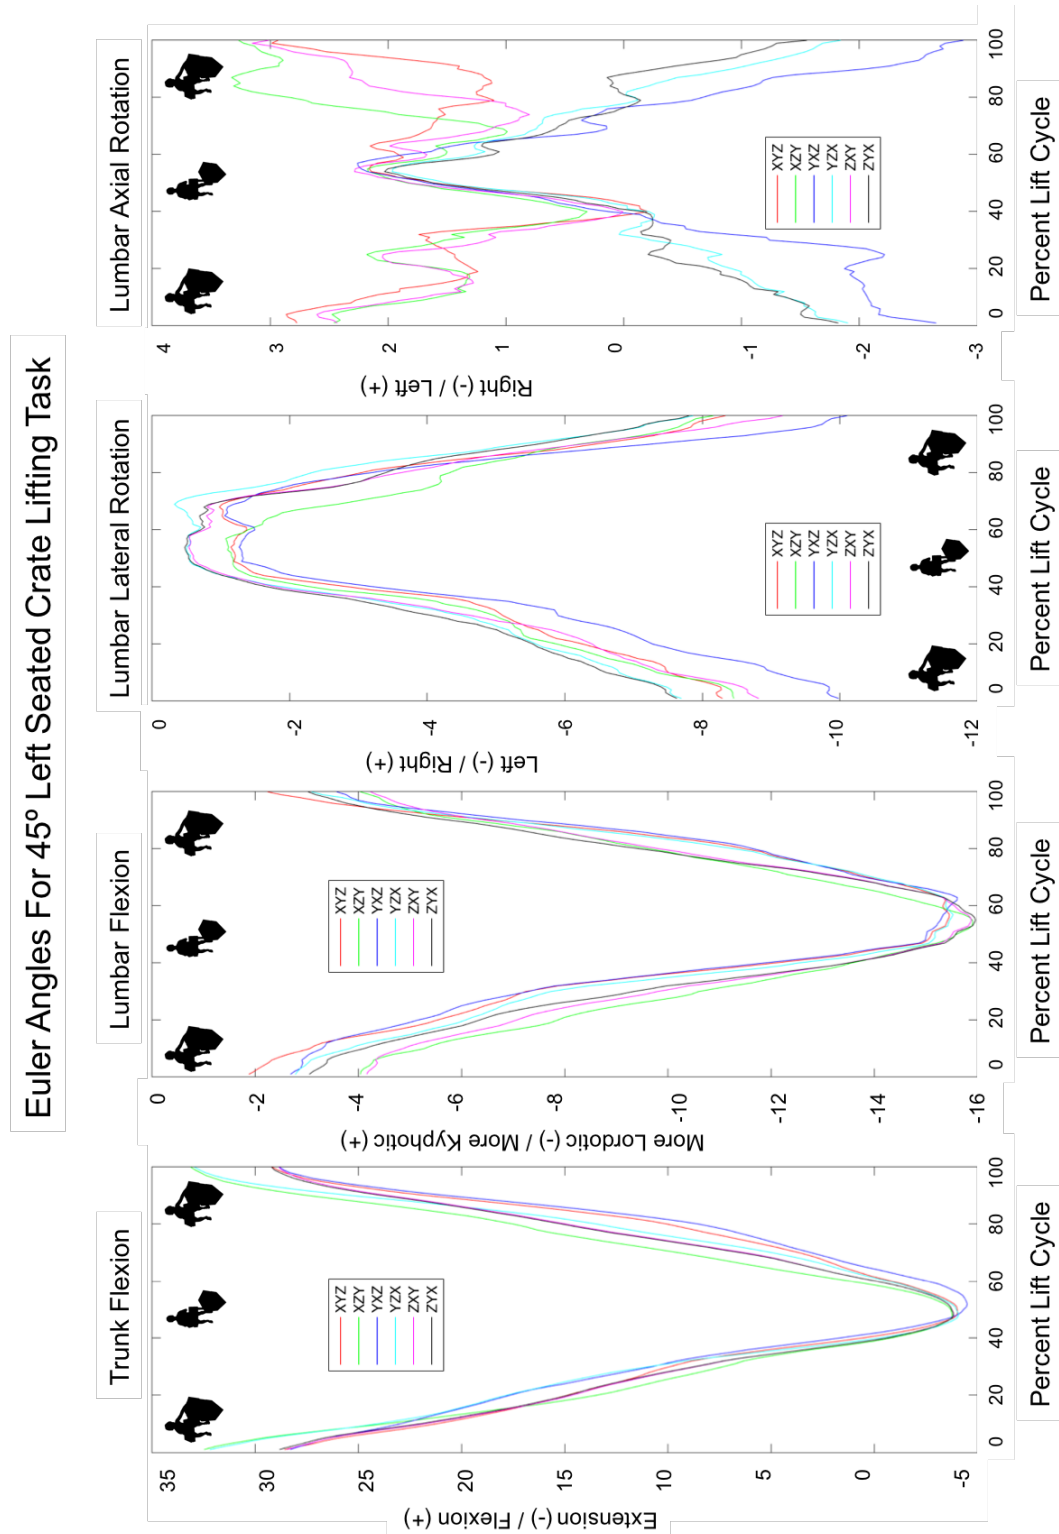 Euler Angles For 45º Left Seated Crate Lifting Task
Trunk Flexion
Extension (-) / Flexion (+)
35
30
25
20
15
10
5
0
-5
XYZ
XZY
YXZ
YZX
ZXY
ZYX
0
20
40
60
80
100
Percent Lift Cycle
Lumbar Flexion
More Lordotic (-) / More Kyphotic (+)
0
-2
-4
-6
-8
-10
-12
-14
-16
XYZ
XZY
YXZ
YZX
ZXY
ZYX
0
20
40
60
80
100
Percent Lift Cycle
Lumbar Lateral Rotation
Left (-) / Right (+)
0
-2
-4
-6
-8
-10
-12
XYZ
XZY
YXZ
YZX
ZXY
ZYX
0
20
40
60
80
100
Percent Lift Cycle
Lumbar Axial Rotation
Right (-) / Left (+)
4
3
2
1
0
-1
-2
-3
XYZ
XZY
YXZ
YZX
ZXY
ZYX
0
20
40
60
80
100
Percent Lift Cycle